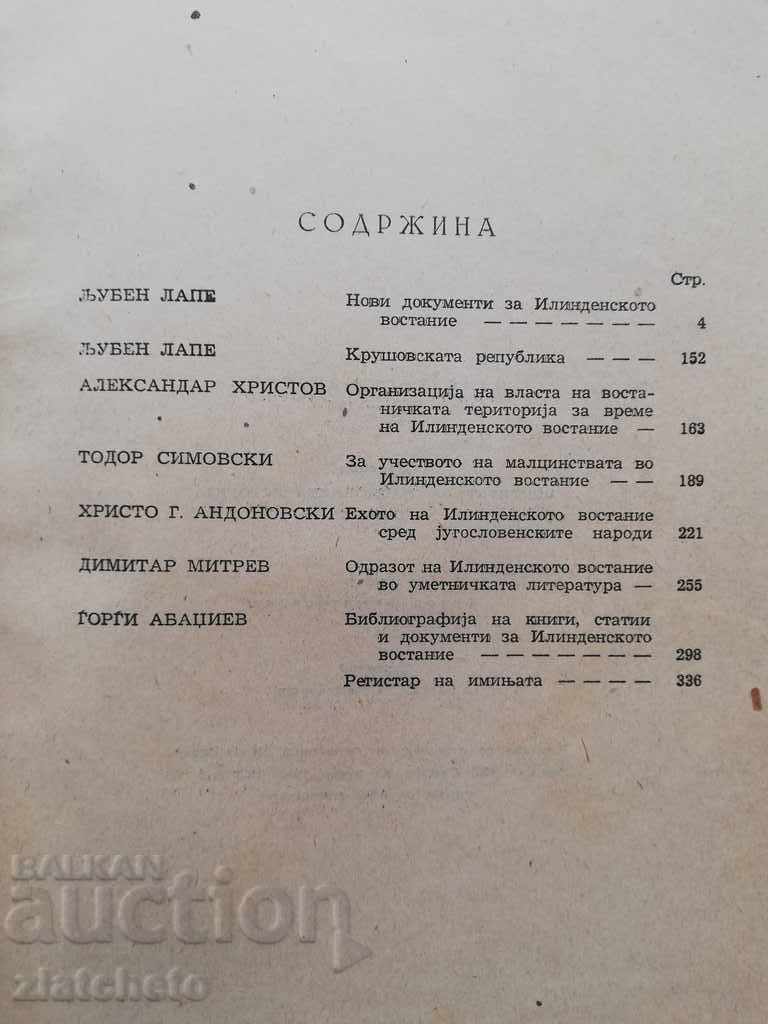 СОДРЖИНА
Стр.
ЉУБЕН ЛАПЕ Нови документи за Илинденското
востание — — — — — — — 4
ЉУБЕН ЛАПЕ Крушовската република — — — 152
АЛЕКСАНДАР ХРИСТОВ Организација на власта на воста-
ничката територија за време
на Илинденското востание — 163
ТОДОР СИМОВСКИ За учеството на малцинствата во
Илинденското востание — — 189
ХРИСТО Г. АНДОНОВСКИ Ехото на Илинденското востание
сред југословенските народи 221
ДИМИТАР МИТРЕВ Одразот на Илинденското востание
во уметничката литература — 255
ЃОРЃИ АБАЏИЕВ Библиографија на книги, статии
и документи за Илинденското
востание — — — — — — — 298
Регистар на имињата — — — — 336
BALKAN
auction
zlatcheto